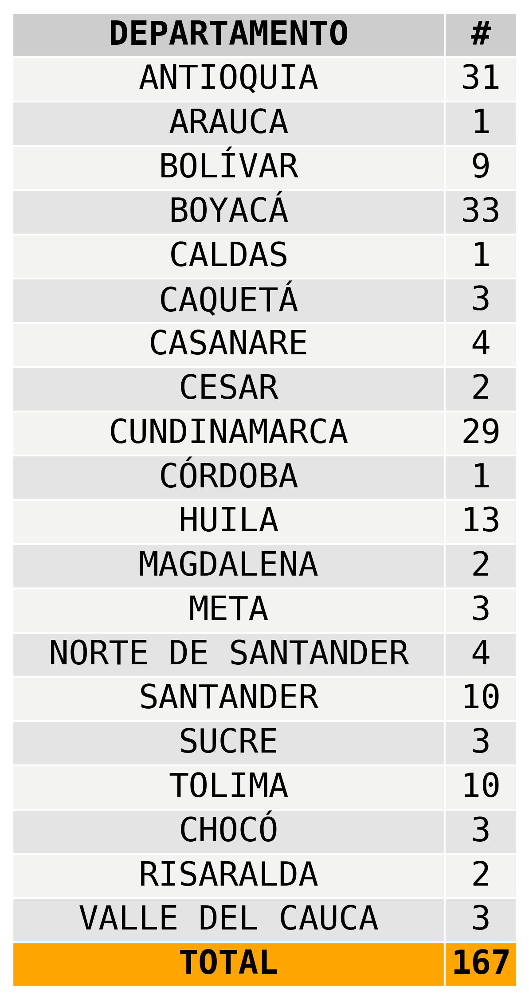 DEPARTAMENTO #
ANTIOQUIA 31
ARAUCA 1
BOLÍVAR 9
BOYACÁ 33
CALDAS 1
CAQUETÁ 3
CASANARE 4
CESAR 2
CUNDINAMARCA 29
CÓRDOBA 1
HUILA 13
MAGDALENA 2
META 3
NORTE DE SANTANDER 4
SANTANDER 10
SUCRE 3
TOLIMA 10
CHOCÓ 3
RISARALDA 2
VALLE DEL CAUCA 3
TOTAL 167